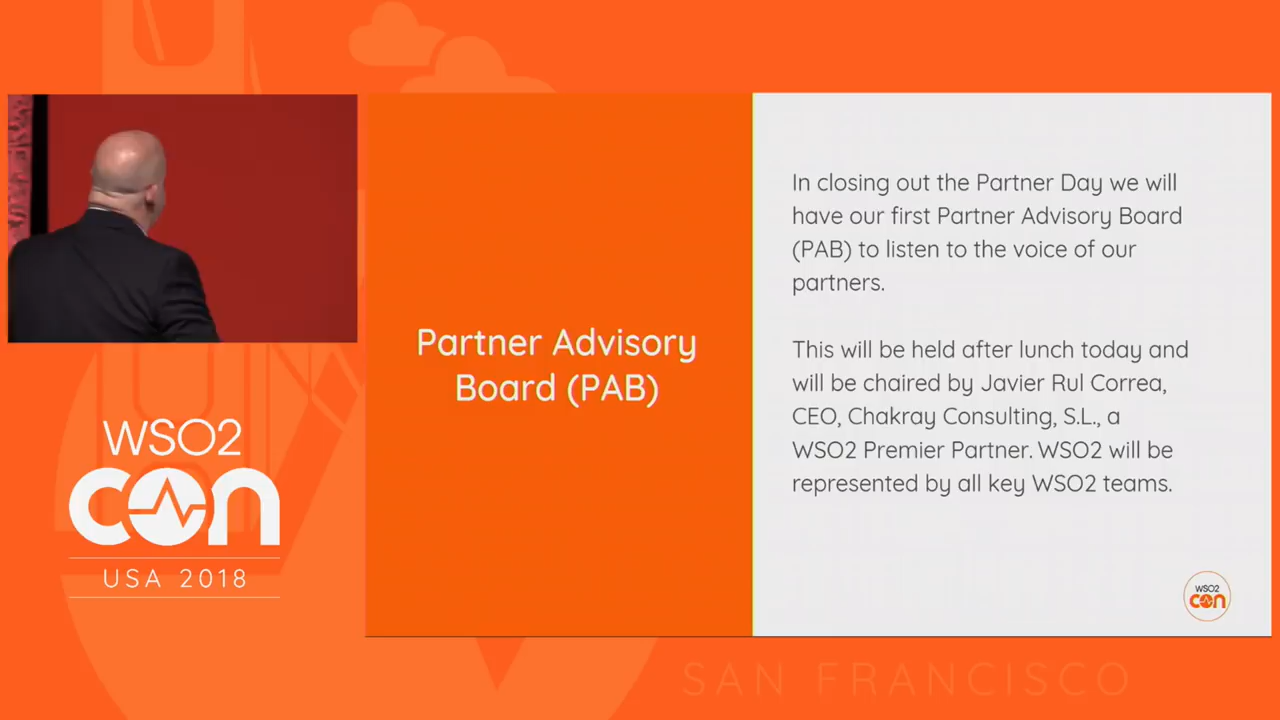 WSO2
con
USA 2018
Partner Advisory
Board (PAB)
In closing out the Partner Day we will
have our first Partner Advisory Board
(PAB) to listen to the voice of our
partners.
This will be held after lunch today and
will be chaired by Javier Rul Correa,
CEO, Chakray Consulting, S.L., a
WSO2 Premier Partner. WSO2 will be
represented by all key WSO2 teams.
WSO2
con
SAN FRANCISCO